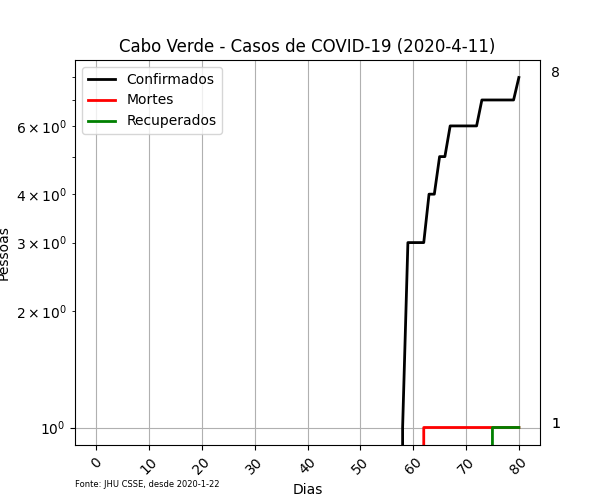 Cabo Verde - Casos de COVID-19 (2020-4-11)
Confirmados
Mortes
Recuperados
8
6 × 10⁰
4 × 10⁰
3 × 10⁰
2 × 10⁰
10⁰
1
Pessoas
0 10 20 30 40 50 60 70 80
Fonte: JHU CSSE, desde 2020-1-22
Dias